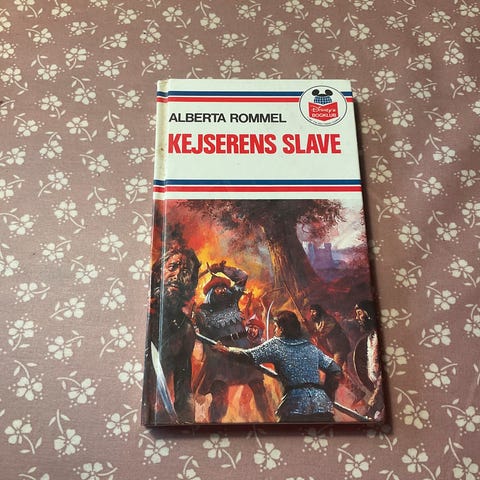 ALBERTA ROMMEL
KEJSERENS SLAVE
Disney's
BOGKLUB